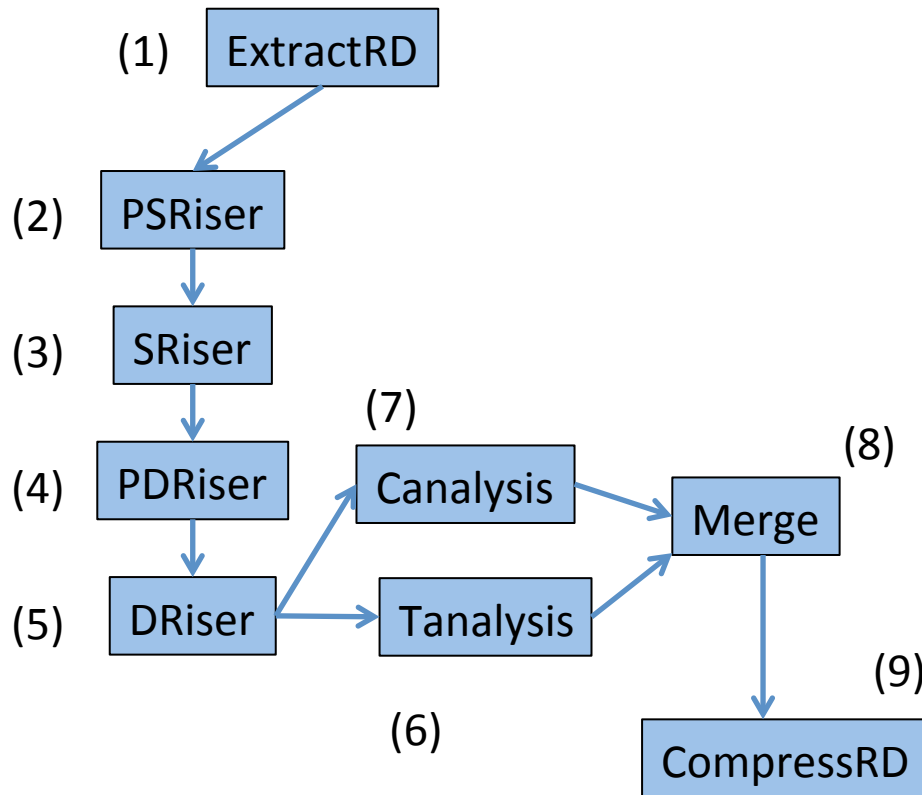 (1) ExtractRD
(2) PSRiser
(3) SRiser
(7)
(4) PDRiser
Canalysis
(8)
Merge
(5) DRiser
Tanalysis
(6)
(9)
CompressRD